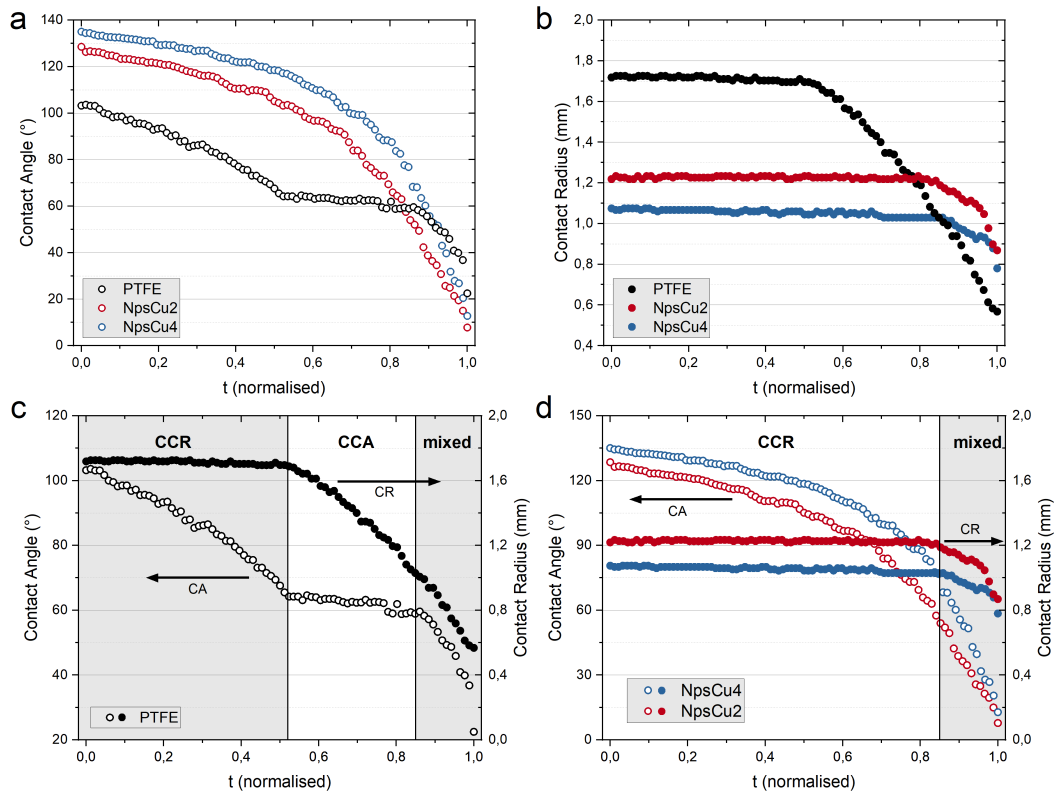 a
Contact Angle (°)
140
120
100
80
60
40
20
0
PTFE
NpsCu2
NpsCu4
0,0 0,2 0,4 0,6 0,8 1,0
t (normalised)
b
Contact Radius (mm)
2,0
1,8
1,6
1,4
1,2
1,0
0,8
0,6
0,4
PTFE
NpsCu2
NpsCu4
0,0 0,2 0,4 0,6 0,8 1,0
t (normalised)
c
Contact Angle (°)
120
100
80
60
40
20
CCR CCA mixed
CR
CA
PTFE
2,0
1,6
1,2
0,8
0,4
0,0
Contact Radius (mm)
0,0 0,2 0,4 0,6 0,8 1,0
t (normalised)
d
Contact Angle (°)
150
120
90
60
30
0
CCR mixed
CA
CR
NpsCu4
NpsCu2
2,0
1,6
1,2
0,8
0,4
0,0
Contact Radius (mm)
0,0 0,2 0,4 0,6 0,8 1,0
t (normalised)